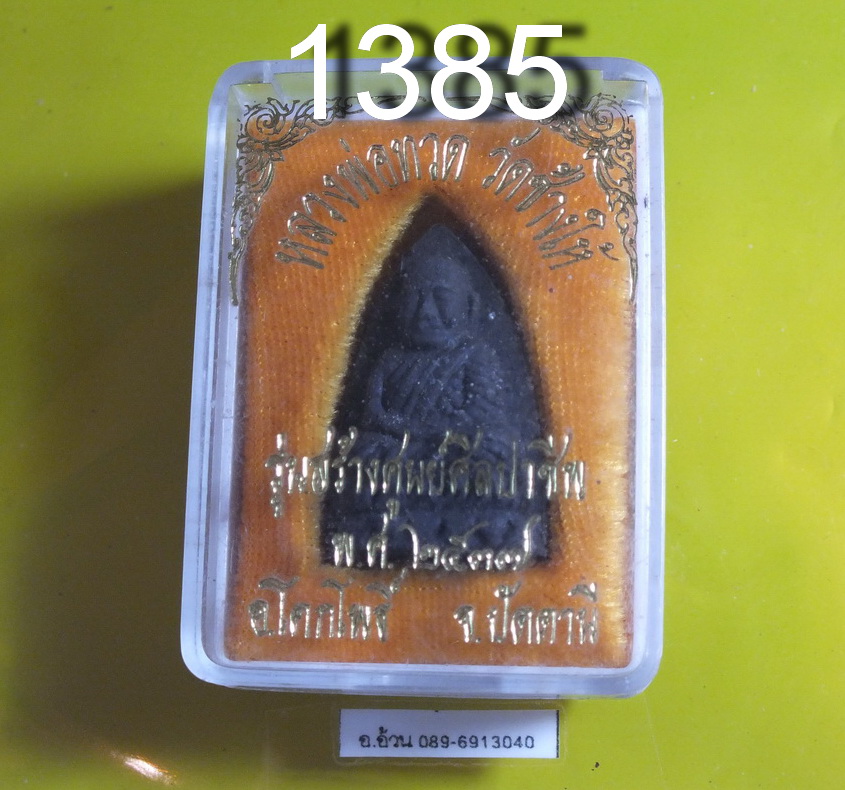 1385
หลวงพ่อทวด วัดช้างให้
รุ่นสร้างศูนย์ศิลปาชีพ
พ.ศ. ๒๕๓๗
อ.โคกโพธิ์ จ.ปัตตานี
อ.อ้วน 089-6913040